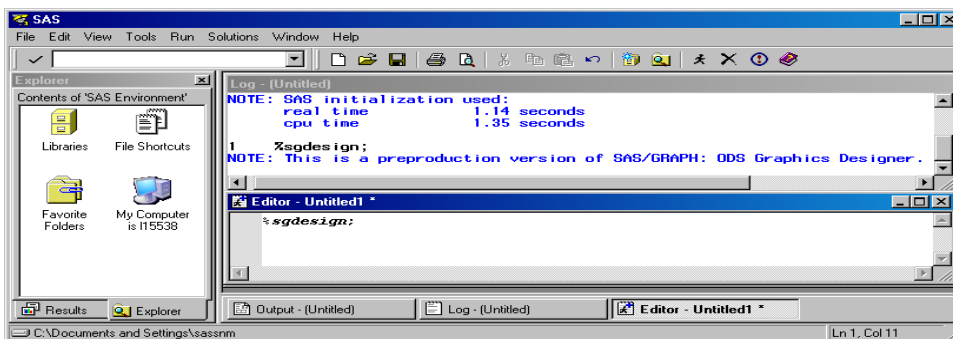 SAS
File Edit View Tools Run Solutions Window Help
Explorer
Contents of 'SAS Environment'
Libraries
File Shortcuts
Favorite
Folders
My Computer
is l15538
Results
Explorer
Log - (Untitled)
NOTE: SAS initialization used:
real time 1.14 seconds
cpu time 1.35 seconds
1 %sgdesign;
NOTE: This is a preproduction version of SAS/GRAPH: ODS Graphics Designer.
Editor - Untitled1 *
%sgdesign;
Output - (Untitled)
Log - (Untitled)
Editor - Untitled1 *
C:\Documents and Settings\sassnm
Ln 1, Col 11